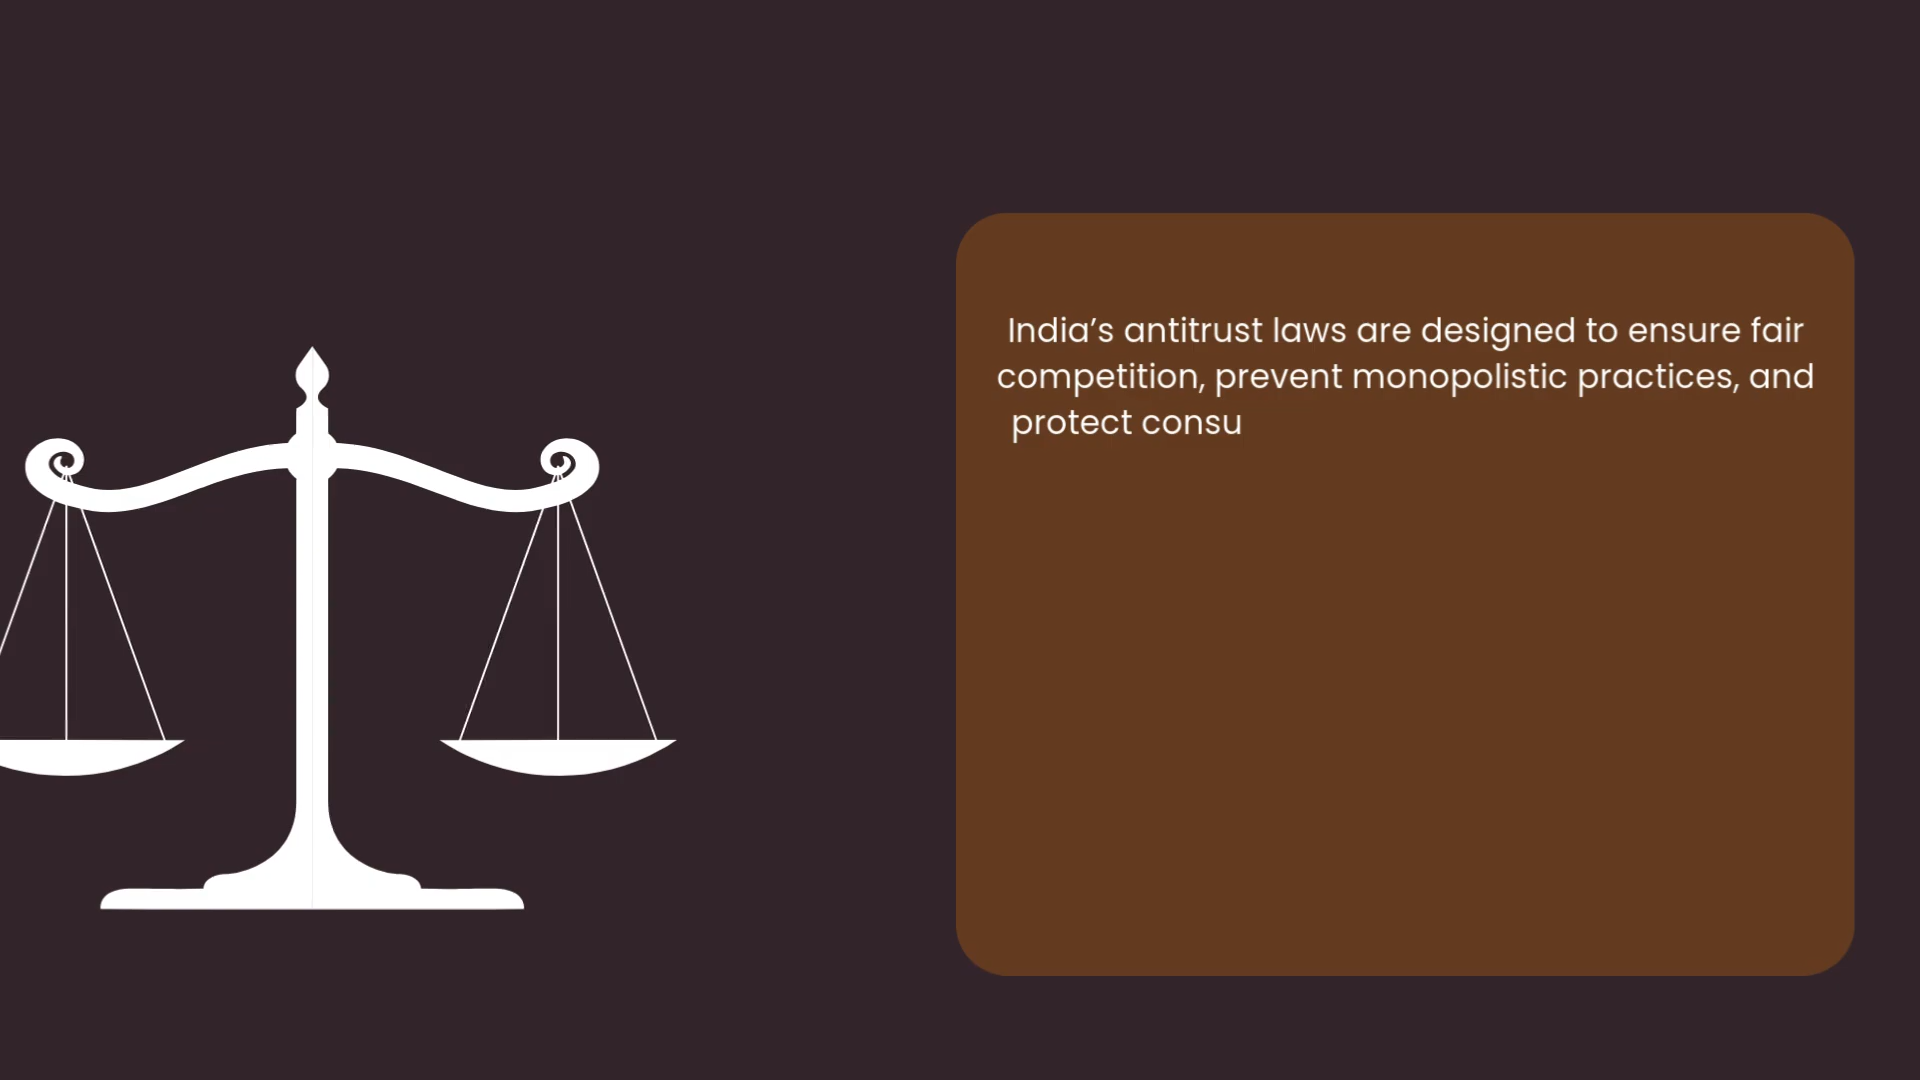 India’s antitrust laws are designed to ensure fair
competition, prevent monopolistic practices, and
protect consu